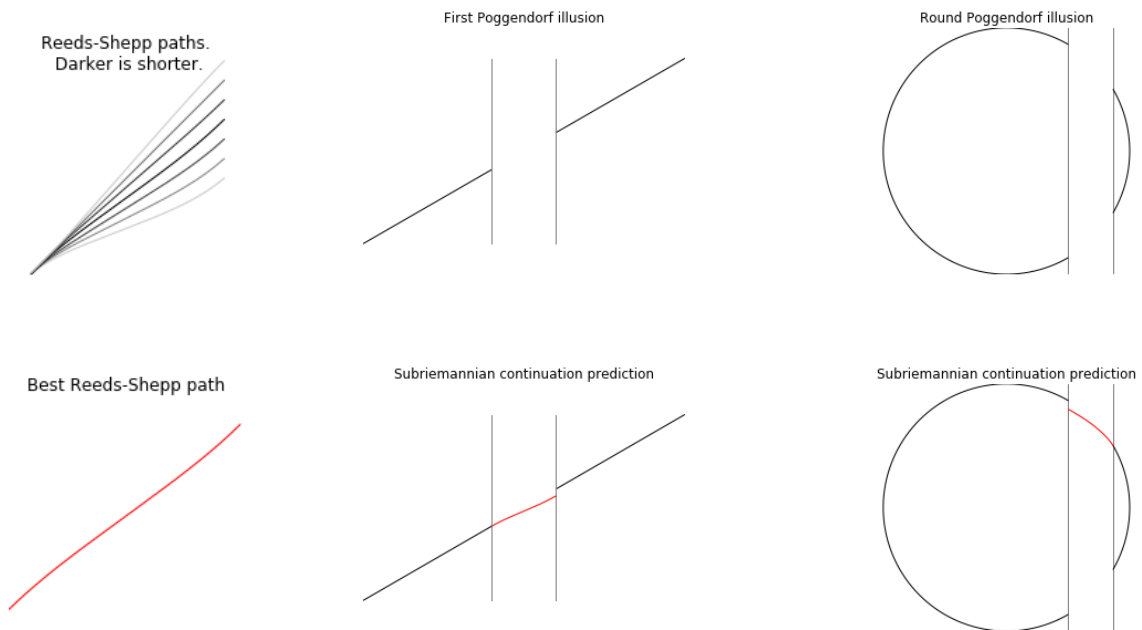 First Poggendorf illusion
Round Poggendorf illusion
Reeds-Shepp paths.
Darker is shorter.
Subriemannian continuation prediction
Subriemannian continuation prediction
Best Reeds-Shepp path